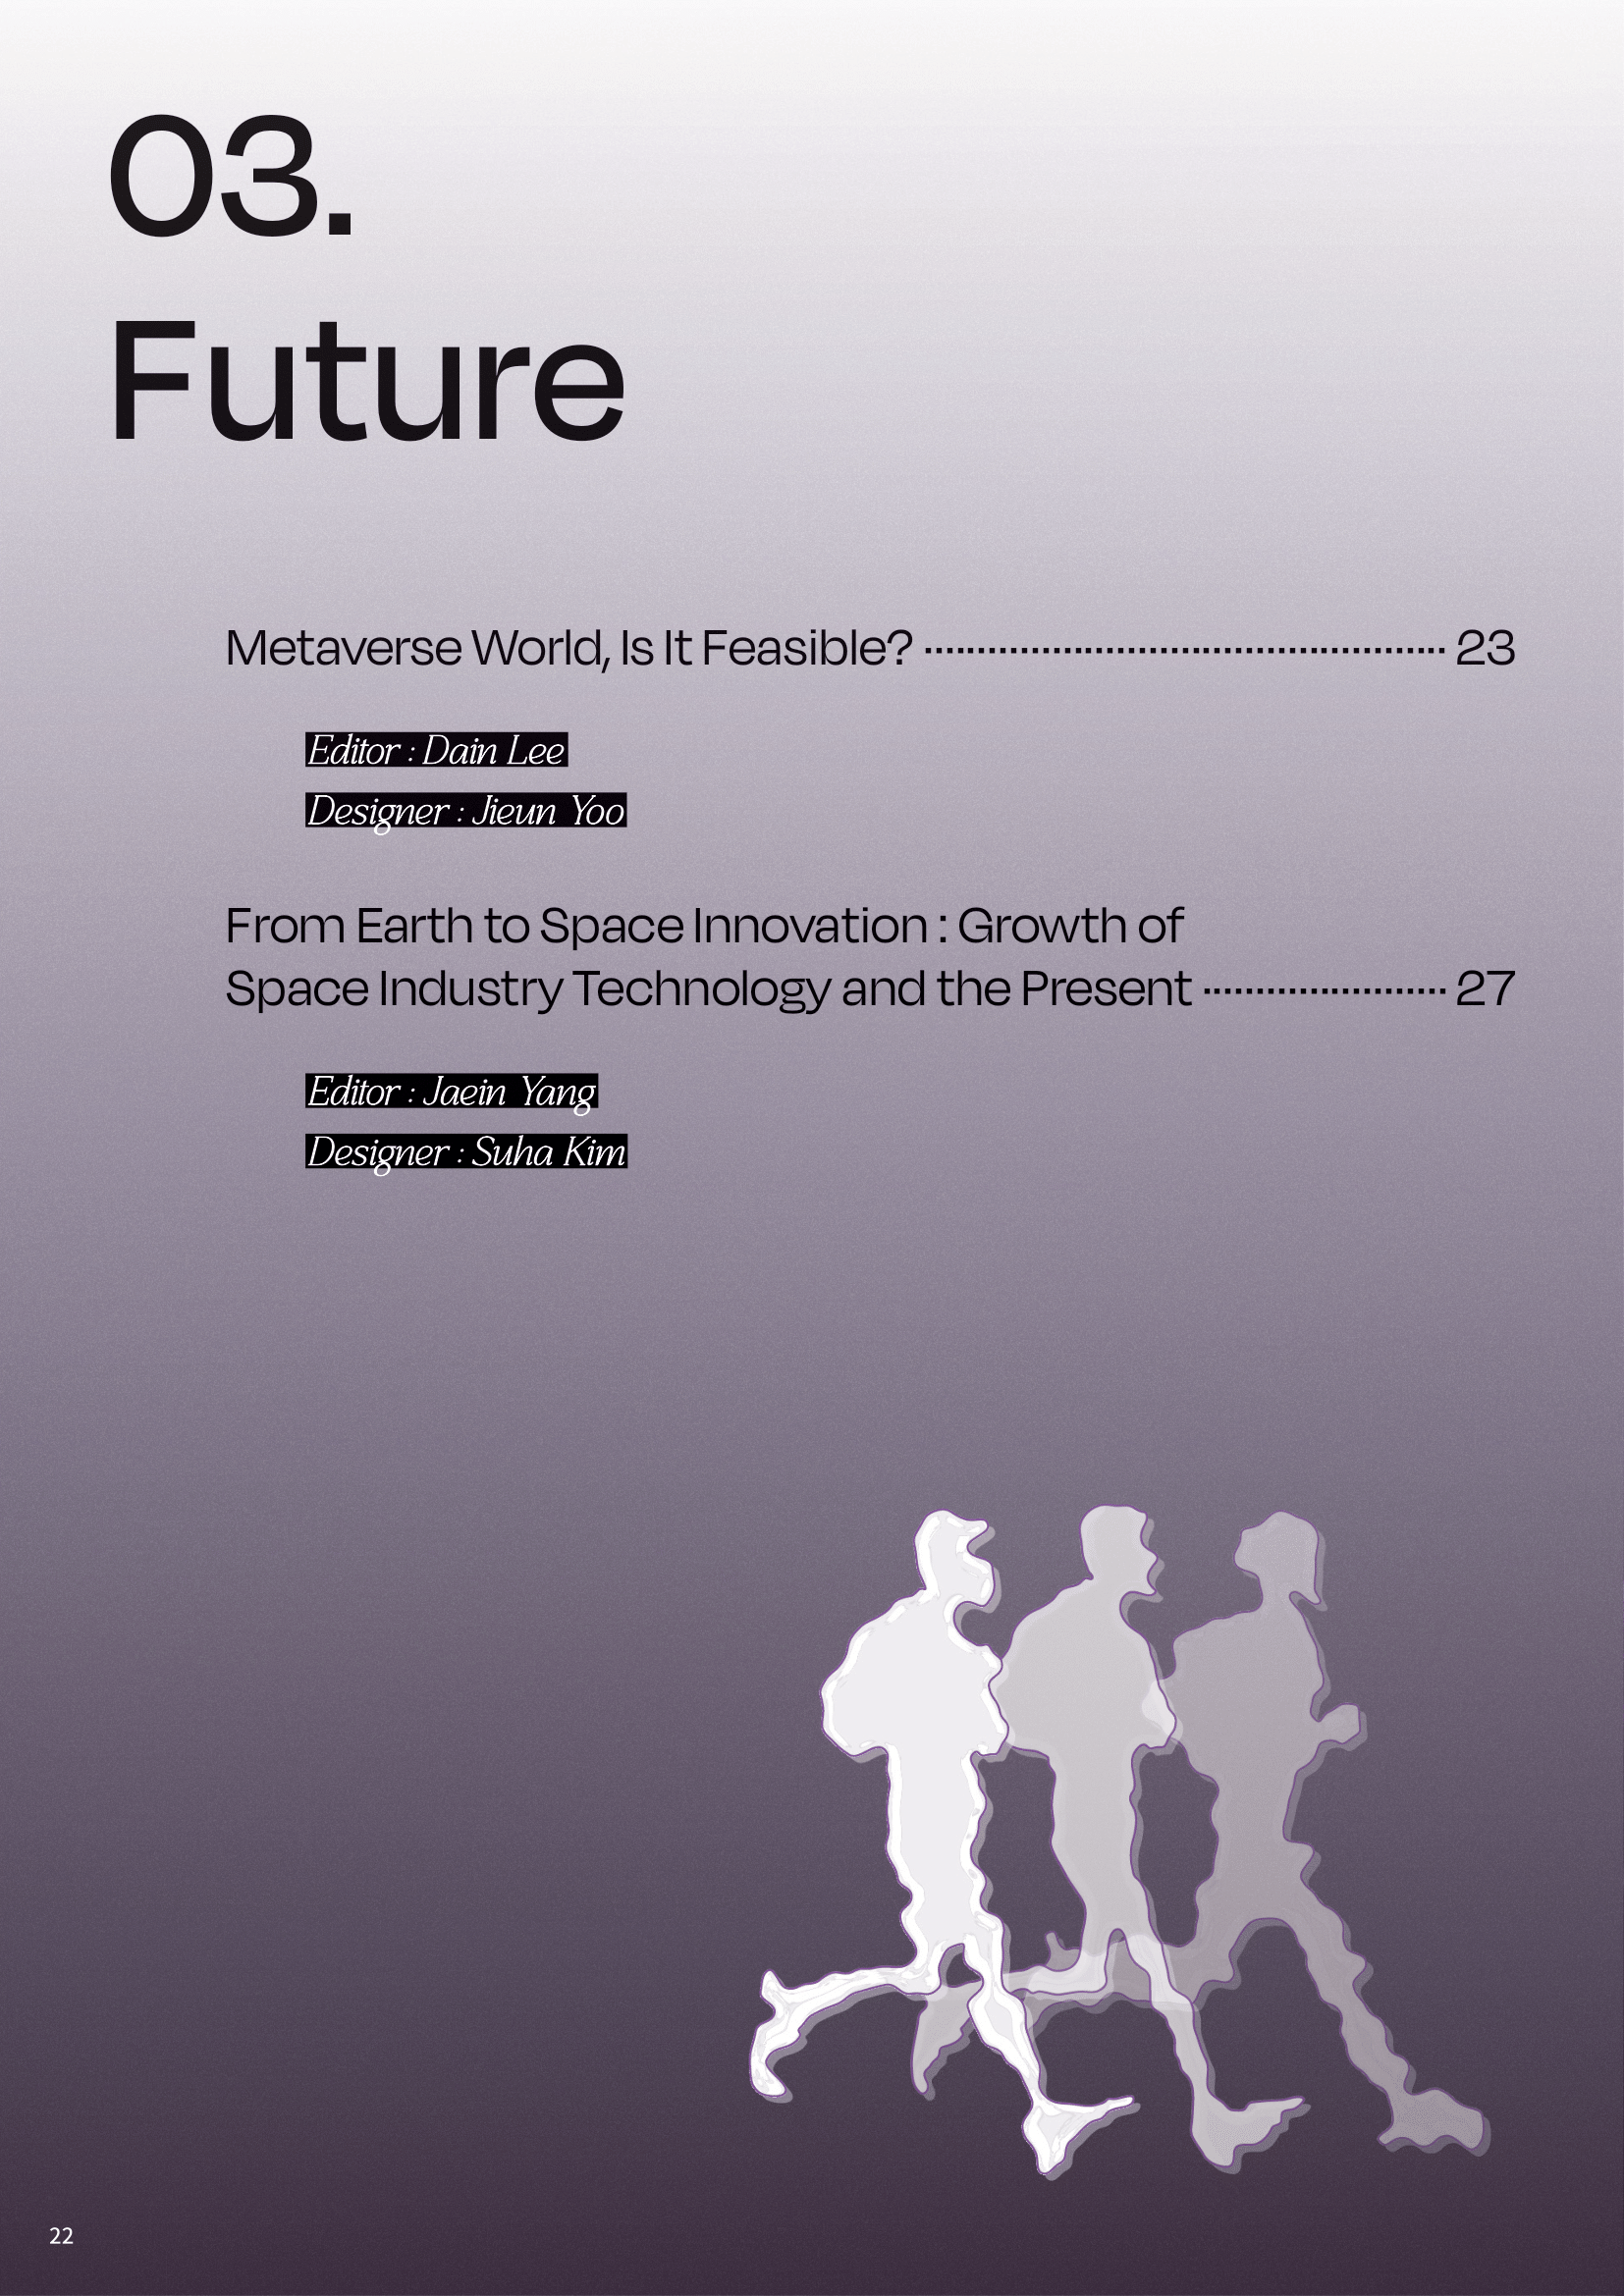 03.
Future
Metaverse World, Is It Feasible? 23
Editor : Dain Lee
Designer : Jieun Yoo
From Earth to Space Innovation : Growth of
Space Industry Technology and the Present 27
Editor : Jaein Yang
Designer : Suha Kim
22